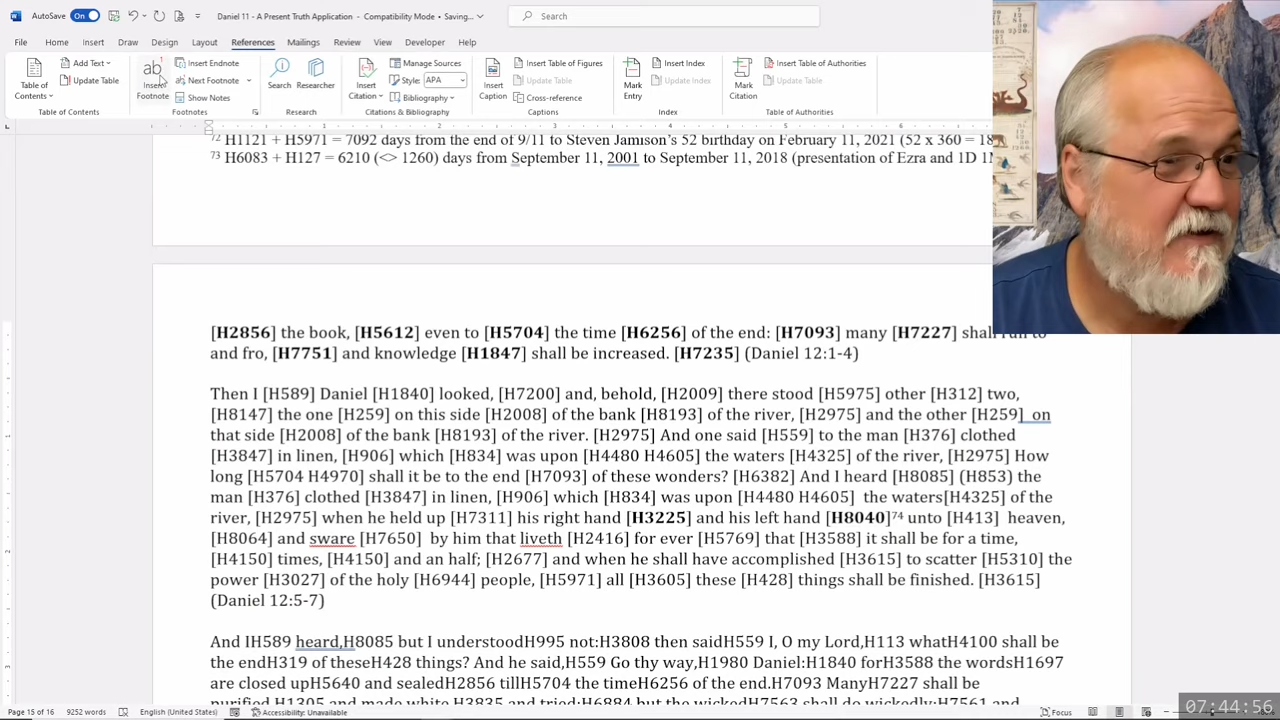 AutoSave On Daniel 11 - A Present Truth Application - Compatibility Mode • Saving... Search
File Home Insert Draw Design Layout References Mailings Review View Developer Help
Table of Contents Add Text Update Table Insert Footnote Insert Endnote Next Footnote Show Notes Search Researcher Insert Citation Manage Sources Style: APA Bibliography Insert Caption Insert Table of Figures Update Table Cross-reference Mark Entry Insert Index Update Index Mark Citation Insert Table of Authorities Update Table
Table of Contents Footnotes Research Citations & Bibliography Captions Index Table of Authorities
72 H1121 + H5971 = 7092 days from the end of 9/11 to Steven Jamison's 52 birthday on February 11, 2021 (52 x 360 = 18
73 H6083 + H127 = 6210 (<> 1260) days from September 11, 2001 to September 11, 2018 (presentation of Ezra and 1D
[H2856] the book, [H5612] even to [H5704] the time [H6256] of the end: [H7093] many [H7227] shall run to
and fro, [H7751] and knowledge [H1847] shall be increased. [H7235] (Daniel 12:1-4)
Then I [H589] Daniel [H1840] looked, [H7200] and, behold, [H2009] there stood [H5975] other [H312] two,
[H8147] the one [H259] on this side [H2008] of the bank [H8193] of the river, [H2975] and the other [H259] on
that side [H2008] of the bank [H8193] of the river. [H2975] And one said [H559] to the man [H376] clothed
[H3847] in linen, [H906] which [H834] was upon [H4480 H4605] the waters [H4325] of the river, [H2975] How
long [H5704 H4970] shall it be to the end [H7093] of these wonders? [H6382] And I heard [H8085] (H853) the
man [H376] clothed [H3847] in linen, [H906] which [H834] was upon [H4480 H4605] the waters[H4325] of the
river, [H2975] when he held up [H7311] his right hand [H3225] and his left hand [H8040]74 unto [H413] heaven,
[H8064] and sware [H7650] by him that liveth [H2416] for ever [H5769] that [H3588] it shall be for a time,
[H4150] times, [H4150] and an half; [H2677] and when he shall have accomplished [H3615] to scatter [H5310] the
power [H3027] of the holy [H6944] people, [H5971] all [H3605] these [H428] things shall be finished. [H3615]
(Daniel 12:5-7)
And IH589 heard,H8085 but I understoodH995 not:H3808 then saidH559 I, O my Lord,H113 whatH4100 shall be
the endH319 of theseH428 things? And he said,H559 Go thy way,H1980 Daniel:H1840 forH3588 the wordsH1697
are closed upH5640 and sealedH2856 tillH5704 the timeH6256 of the end.H7093 ManyH7227 shall be
purified,H1305 and made white,H3835 and tried;H6884 but the wickedH7563 shall do wickedly:H7561 and
Page 15 of 16 9252 words English (United States) Accessibility: Unavailable Focus
07:44:56